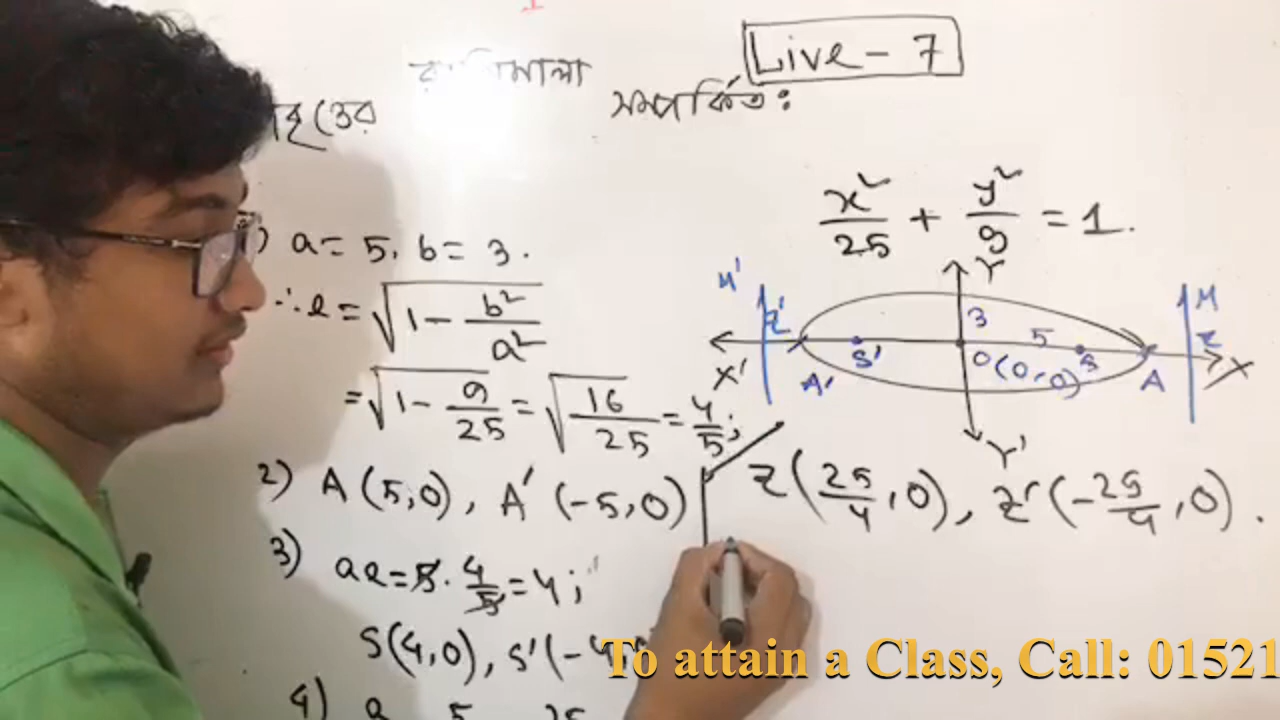 Live - 7
সম্পর্কিত:
x²/25 + y²/9 = 1.
1) a = 5, b = 3.
∴ e = √(1 - b²/a²)
= √(1 - 9/25) = √(16/25) = 4/5;
2) A (5,0), A' (-5,0)
3) ae = 5 · 4/5 = 4;
S(4,0), S'(-4,
4) a 5 25
M' Z' A' S' X' Y 3 5 O(0,0) S A M Z X Y'
Z(25/4, 0), Z'(-25/4, 0).
To attain a Class, Call: 01521